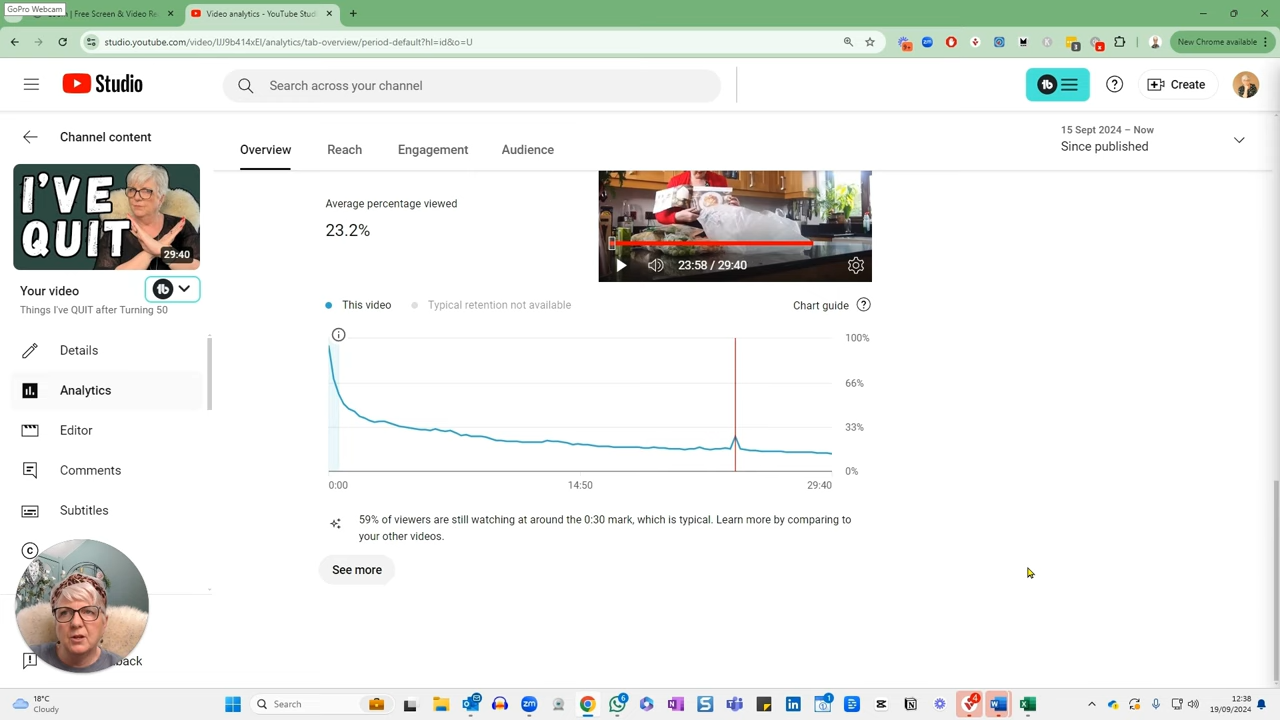 GoPro Webcam
| Free Screen & Video Re
Video analytics - YouTube Stu
studio.youtube.com/video/lJJ9b414xEI/analytics/tab-overview/period-default?hl=id&o=U
New Chrome available
Studio
Search across your channel
Create
Channel content
Overview
Reach
Engagement
Audience
15 Sept 2024 – Now
Since published
I'VE
QUIT
29:40
Your video
Things I've QUIT after Turning 50
Details
Analytics
Editor
Comments
Subtitles
back
Average percentage viewed
23.2%
23:58 / 29:40
This video
Typical retention not available
Chart guide
100%
66%
33%
0%
0:00
14:50
29:40
59% of viewers are still watching at around the 0:30 mark, which is typical. Learn more by comparing to
your other videos.
See more
18°C
Cloudy
Search
12:38
19/09/2024